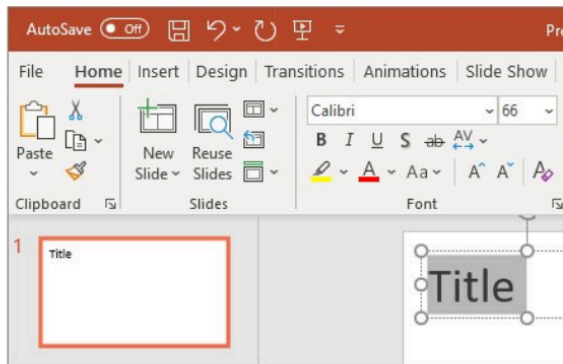 AutoSave Off Pr
File Home Insert Design Transitions Animations Slide Show
Calibri 66
B I U S ab AV
Paste New Slide Reuse Slides
A Aa A A A
Clipboard Slides Font
1
Title
Title